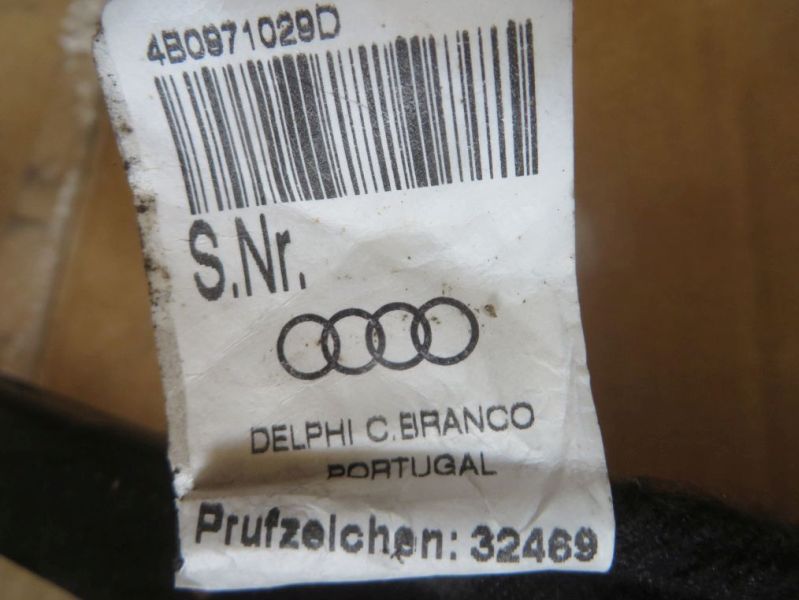 4B0971029D
S.Nr.
DELPHI C.BRANCO
PORTUGAL
Prufzeichen: 32469